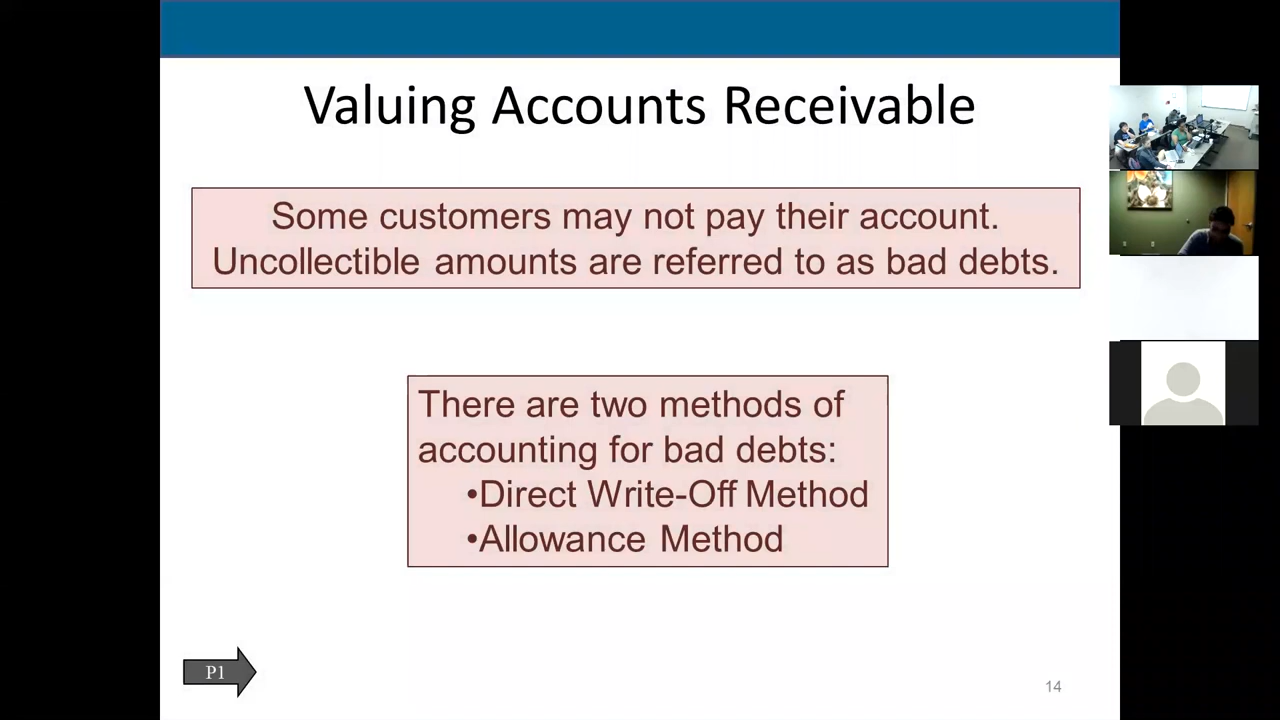 Valuing Accounts Receivable
Some customers may not pay their account.
Uncollectible amounts are referred to as bad debts.
There are two methods of
accounting for bad debts:
•Direct Write-Off Method
•Allowance Method
P1
14